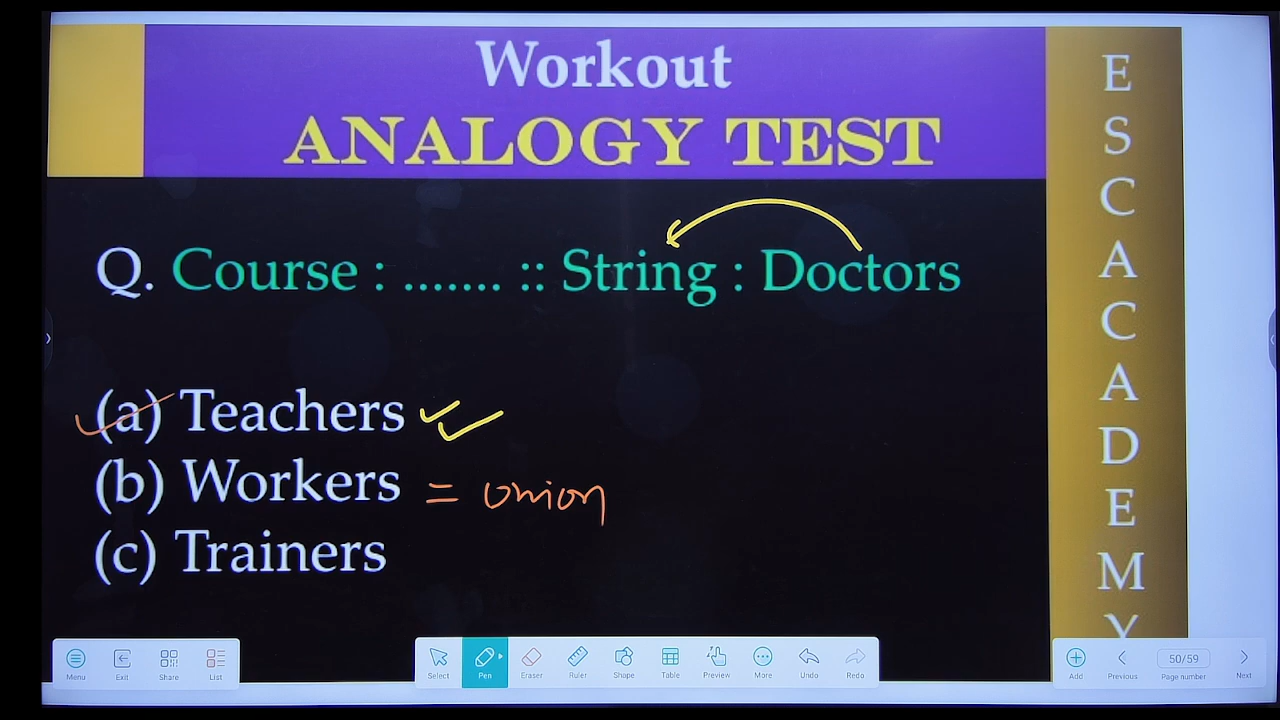 Workout
ANALOGY TEST
Q. Course : ....... :: String : Doctors
(a) Teachers
(b) Workers = union
(c) Trainers
E
S
C
A
C
A
D
E
M
Y
Menu
Exit
Share
List
Select
Pen
Eraser
Ruler
Shape
Table
Preview
More
Undo
Redo
Add
Previous
50/59
Page number
Next